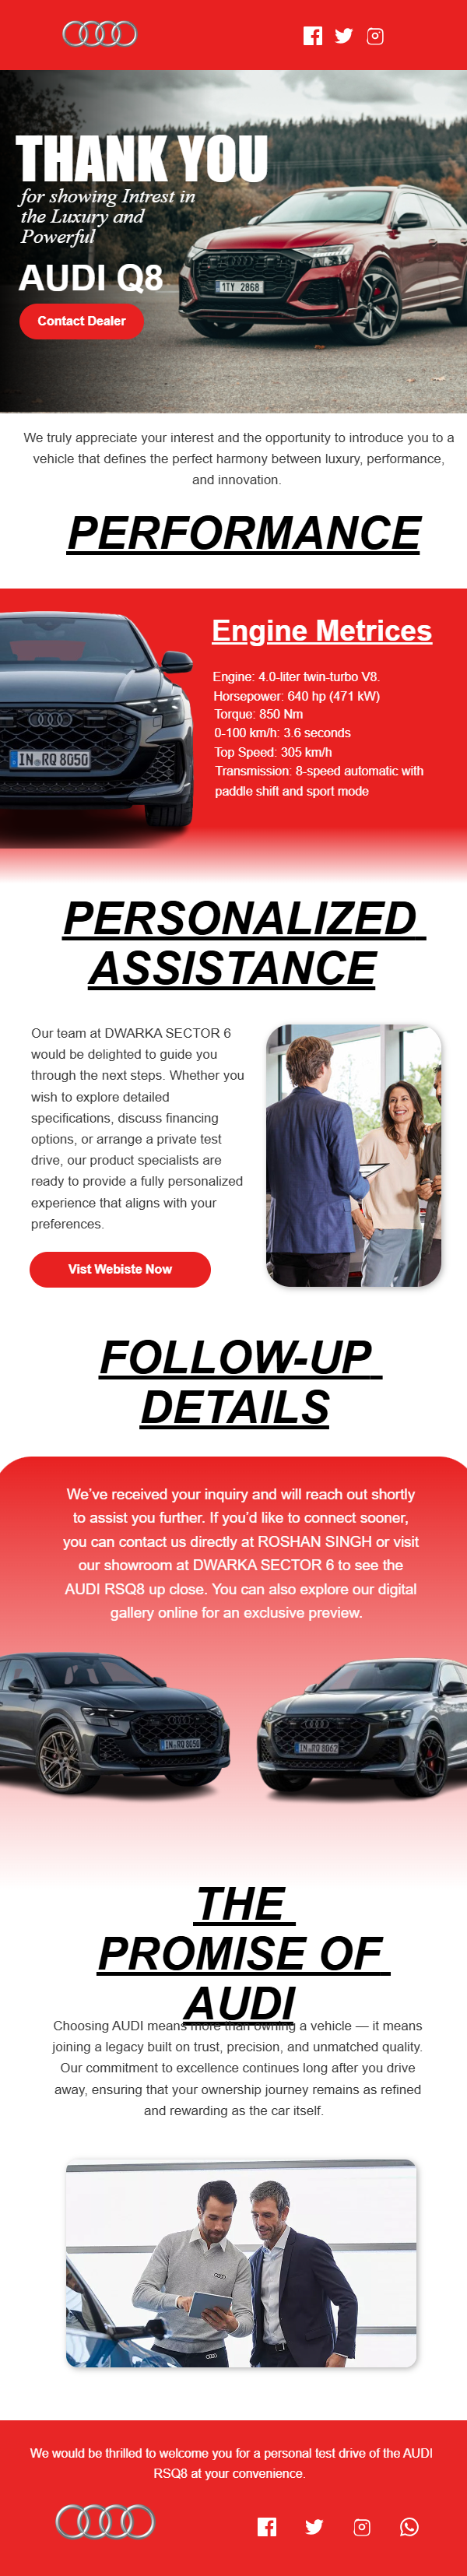 THANK YOU
for showing Intrest in
the Luxury and
Powerful
AUDI Q8
1TY 2868
Contact Dealer
We truly appreciate your interest and the opportunity to introduce you to a
vehicle that defines the perfect harmony between luxury, performance,
and innovation.
PERFORMANCE
Engine Metrices
Engine: 4.0-liter twin-turbo V8.
Horsepower: 640 hp (471 kW)
Torque: 850 Nm
0-100 km/h: 3.6 seconds
Top Speed: 305 km/h
Transmission: 8-speed automatic with
paddle shift and sport mode
IN RQ 8050
PERSONALIZED
ASSISTANCE
Our team at DWARKA SECTOR 6
would be delighted to guide you
through the next steps. Whether you
wish to explore detailed
specifications, discuss financing
options, or arrange a private test
drive, our product specialists are
ready to provide a fully personalized
experience that aligns with your
preferences.
Vist Webiste Now
FOLLOW-UP
DETAILS
We've received your inquiry and will reach out shortly
to assist you further. If you'd like to connect sooner,
you can contact us directly at ROSHAN SINGH or visit
our showroom at DWARKA SECTOR 6 to see the
AUDI RSQ8 up close. You can also explore our digital
gallery online for an exclusive preview.
IN RQ 8050
IN RQ 8062
THE
PROMISE OF
AUDI
Choosing AUDI means more than owning a vehicle — it means
joining a legacy built on trust, precision, and unmatched quality.
Our commitment to excellence continues long after you drive
away, ensuring that your ownership journey remains as refined
and rewarding as the car itself.
We would be thrilled to welcome you for a personal test drive of the AUDI
RSQ8 at your convenience.